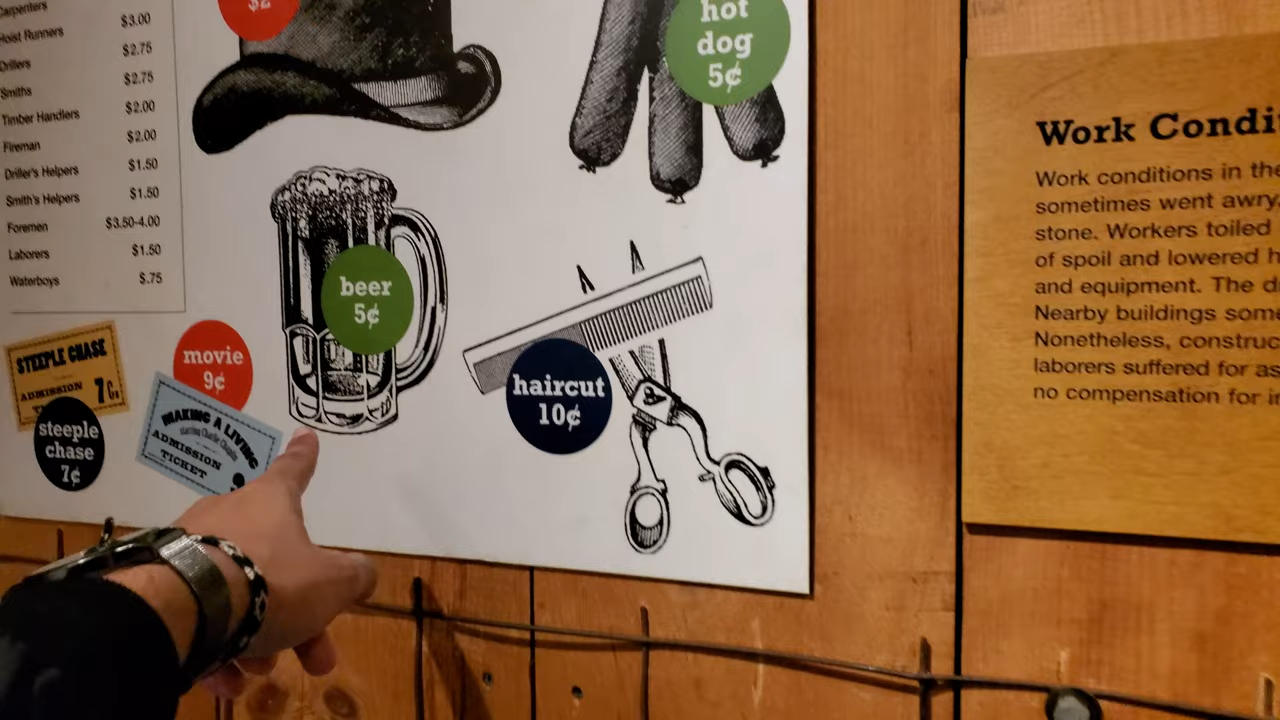 Carpenters $3.00
Hoist Runners $2.75
Drillers $2.75
Smiths $2.00
Timber Handlers $2.00
Fireman $1.50
Driller's Helpers $1.50
Smith's Helpers $3.50-4.00
Foremen $1.50
Laborers $.75
Waterboys
$2
hot
dog
5¢
beer
5¢
STEEPLE CHASE
ADMISSION 7
steeple
chase
7¢
movie
9¢
MAKING A LIVING
starring Charlie Chaplin
ADMISSION
TICKET
haircut
10¢
Work Condi
Work conditions in the
sometimes went awry.
stone. Workers toiled
of spoil and lowered h
and equipment. The d
Nearby buildings some
Nonetheless, construc
laborers suffered for as
no compensation for in